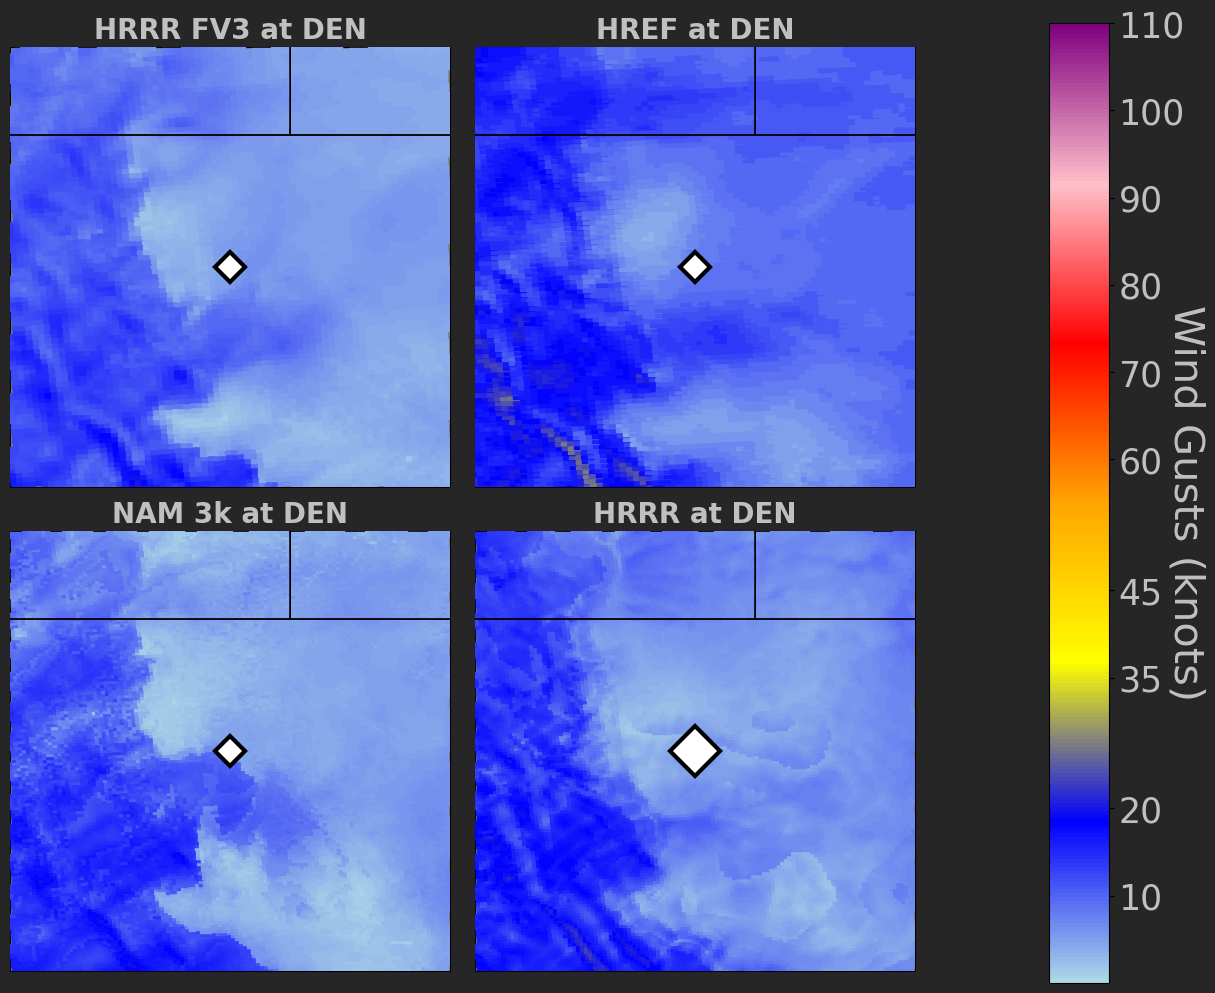 HRRR FV3 at DEN
HREF at DEN
NAM 3k at DEN
HRRR at DEN
110
100
90
80
70
60
45
35
20
10
Wind Gusts (knots)